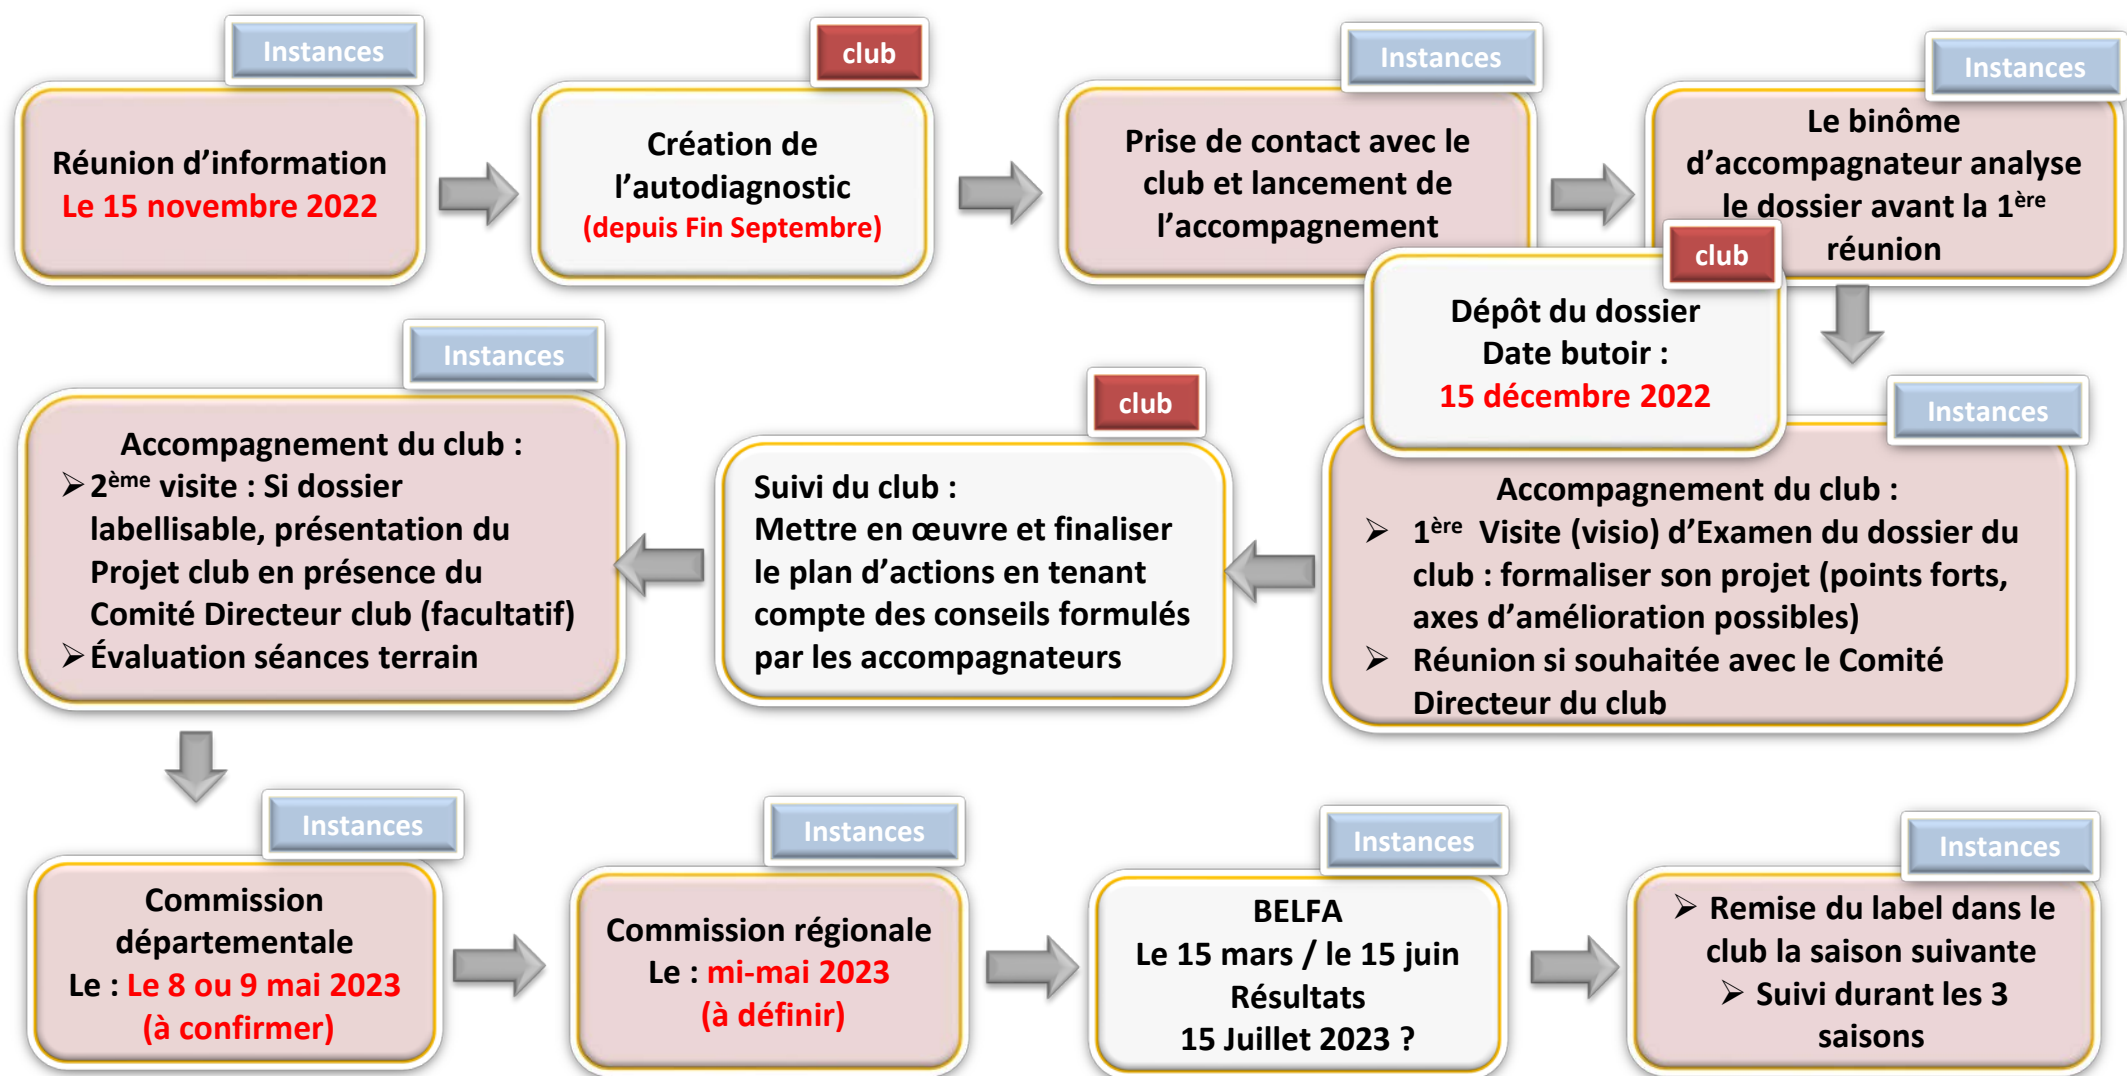 Instances
Réunion d’information
Le 15 novembre 2022
club
Création de
l’autodiagnostic
(depuis Fin Septembre)
Instances
Prise de contact avec le
club et lancement de
l’accompagnement
Instances
Le binôme
d’accompagnateur analyse
le dossier avant la 1ère
réunion
club
Dépôt du dossier
Date butoir :
15 décembre 2022
Instances
Accompagnement du club :
➢ 1ère Visite (visio) d’Examen du dossier du
club : formaliser son projet (points forts,
axes d’amélioration possibles)
➢ Réunion si souhaitée avec le Comité
Directeur du club
club
Suivi du club :
Mettre en œuvre et finaliser
le plan d’actions en tenant
compte des conseils formulés
par les accompagnateurs
Instances
Accompagnement du club :
➢ 2ème visite : Si dossier
labellisable, présentation du
Projet club en présence du
Comité Directeur club (facultatif)
➢ Évaluation séances terrain
Instances
Commission
départementale
Le : Le 8 ou 9 mai 2023
(à confirmer)
Instances
Commission régionale
Le : mi-mai 2023
(à définir)
Instances
BELFA
Le 15 mars / le 15 juin
Résultats
15 Juillet 2023 ?
Instances
➢ Remise du label dans le
club la saison suivante
➢ Suivi durant les 3
saisons